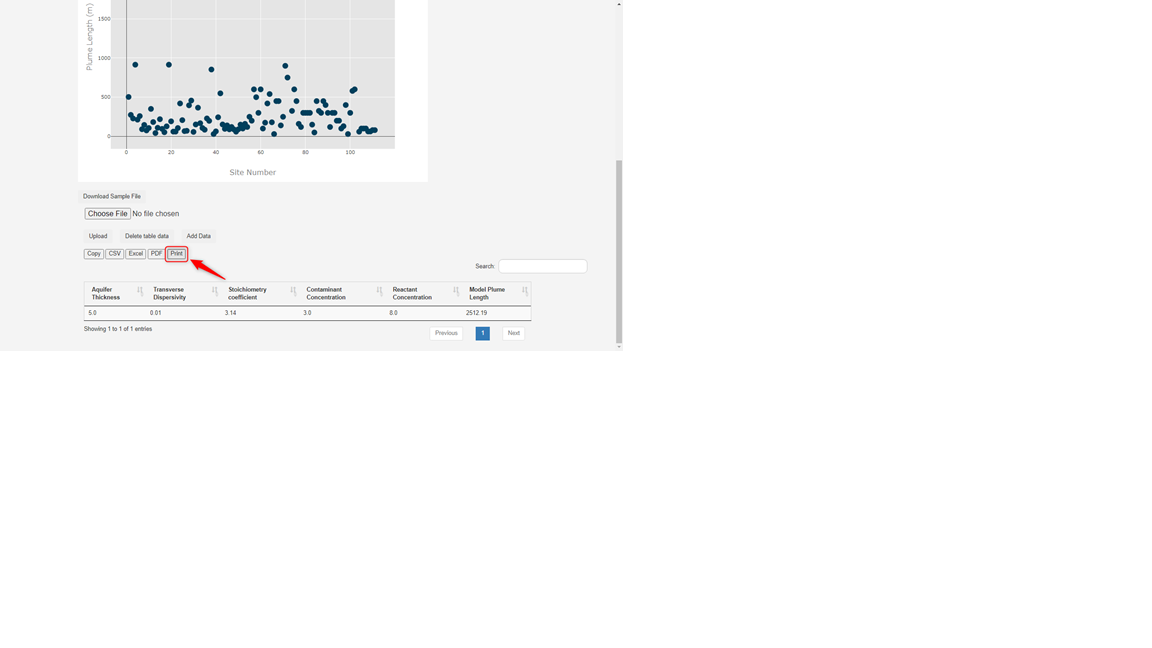 Plume Length (m)
1500
1000
500
0
0 20 40 60 80 100
Site Number
Download Sample File
Choose File No file chosen
Upload Delete table data Add Data
Copy CSV Excel PDF Print
Search:
Aquifer Thickness Transverse Dispersivity Stoichiometry coefficient Contaminant Concentration Reactant Concentration Model Plume Length
5.0 0.01 3.14 3.0 8.0 2512.19
Showing 1 to 1 of 1 entries
Previous 1 Next